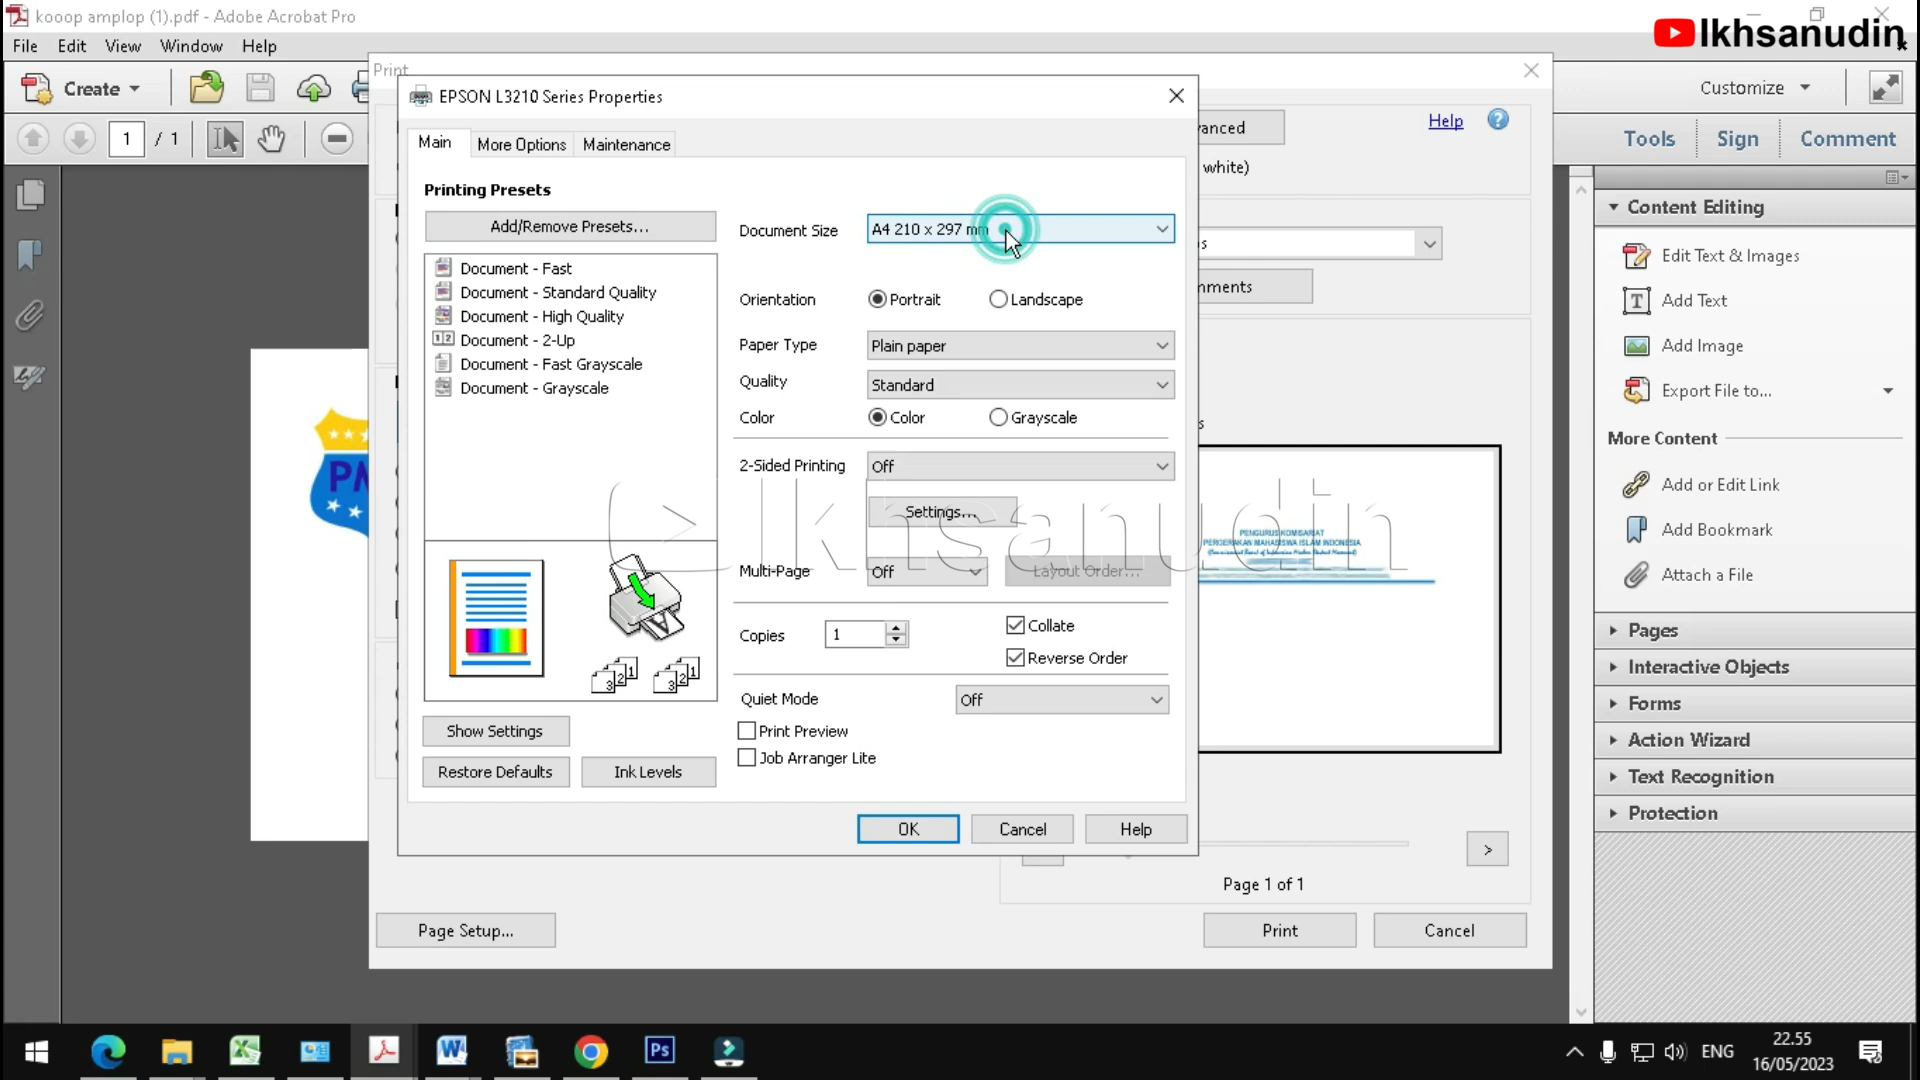 kooop amplop (1).pdf - Adobe Acrobat Pro
Ikhsanudin
File Edit View Window Help
Create
Customize
1 / 1
Tools Sign Comment
Print
Help
white)
EPSON L3210 Series Properties
Main More Options Maintenance
Printing Presets
Add/Remove Presets...
Document - Fast
Document - Standard Quality
Document - High Quality
Document - 2-Up
Document - Fast Grayscale
Document - Grayscale
Show Settings
Restore Defaults Ink Levels
Document Size A4 210 x 297 mm
Orientation Portrait Landscape
Paper Type Plain paper
Quality Standard
Color Color Grayscale
2-Sided Printing Off
Settings...
Ikhsanudin
Multi-Page Off Layout Order...
Copies 1 Collate
Reverse Order
Quiet Mode Off
Print Preview
Job Arranger Lite
OK Cancel Help
PENGURUS KOMISARIAT
PERGERAKAN MAHASISWA ISLAM INDONESIA
>
Page 1 of 1
Page Setup... Print Cancel
Content Editing
Edit Text & Images
Add Text
Add Image
Export File to...
More Content
Add or Edit Link
Add Bookmark
Attach a File
Pages
Interactive Objects
Forms
Action Wizard
Text Recognition
Protection
ENG
22.55
16/05/2023